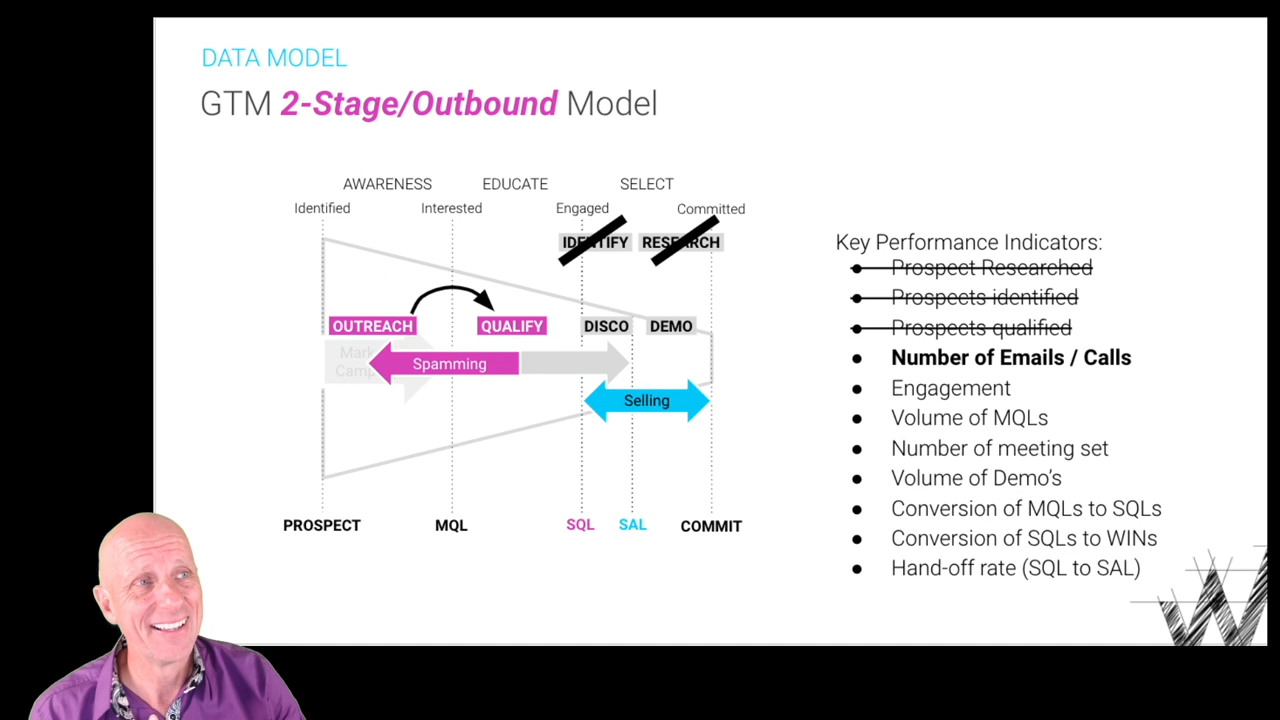 DATA MODEL
GTM 2-Stage/Outbound Model
AWARENESS EDUCATE SELECT
Identified Interested Engaged Committed
IDENTIFY RESEARCH
OUTREACH QUALIFY DISCO DEMO
Spamming
Selling
PROSPECT MQL SQL SAL COMMIT
Key Performance Indicators:
Prospect Researched
Prospects identified
Prospects qualified
Number of Emails / Calls
Engagement
Volume of MQLs
Number of meeting set
Volume of Demo's
Conversion of MQLs to SQLs
Conversion of SQLs to WINs
Hand-off rate (SQL to SAL)